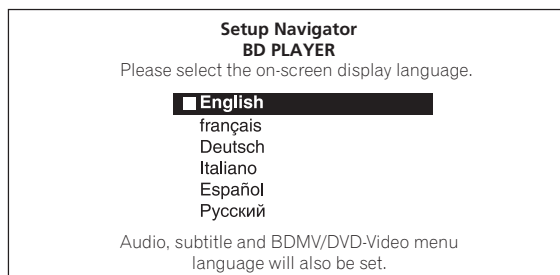 Setup Navigator
BD PLAYER
Please select the on-screen display language.
English
français
Deutsch
Italiano
Español
Русский
Audio, subtitle and BDMV/DVD-Video menu
language will also be set.